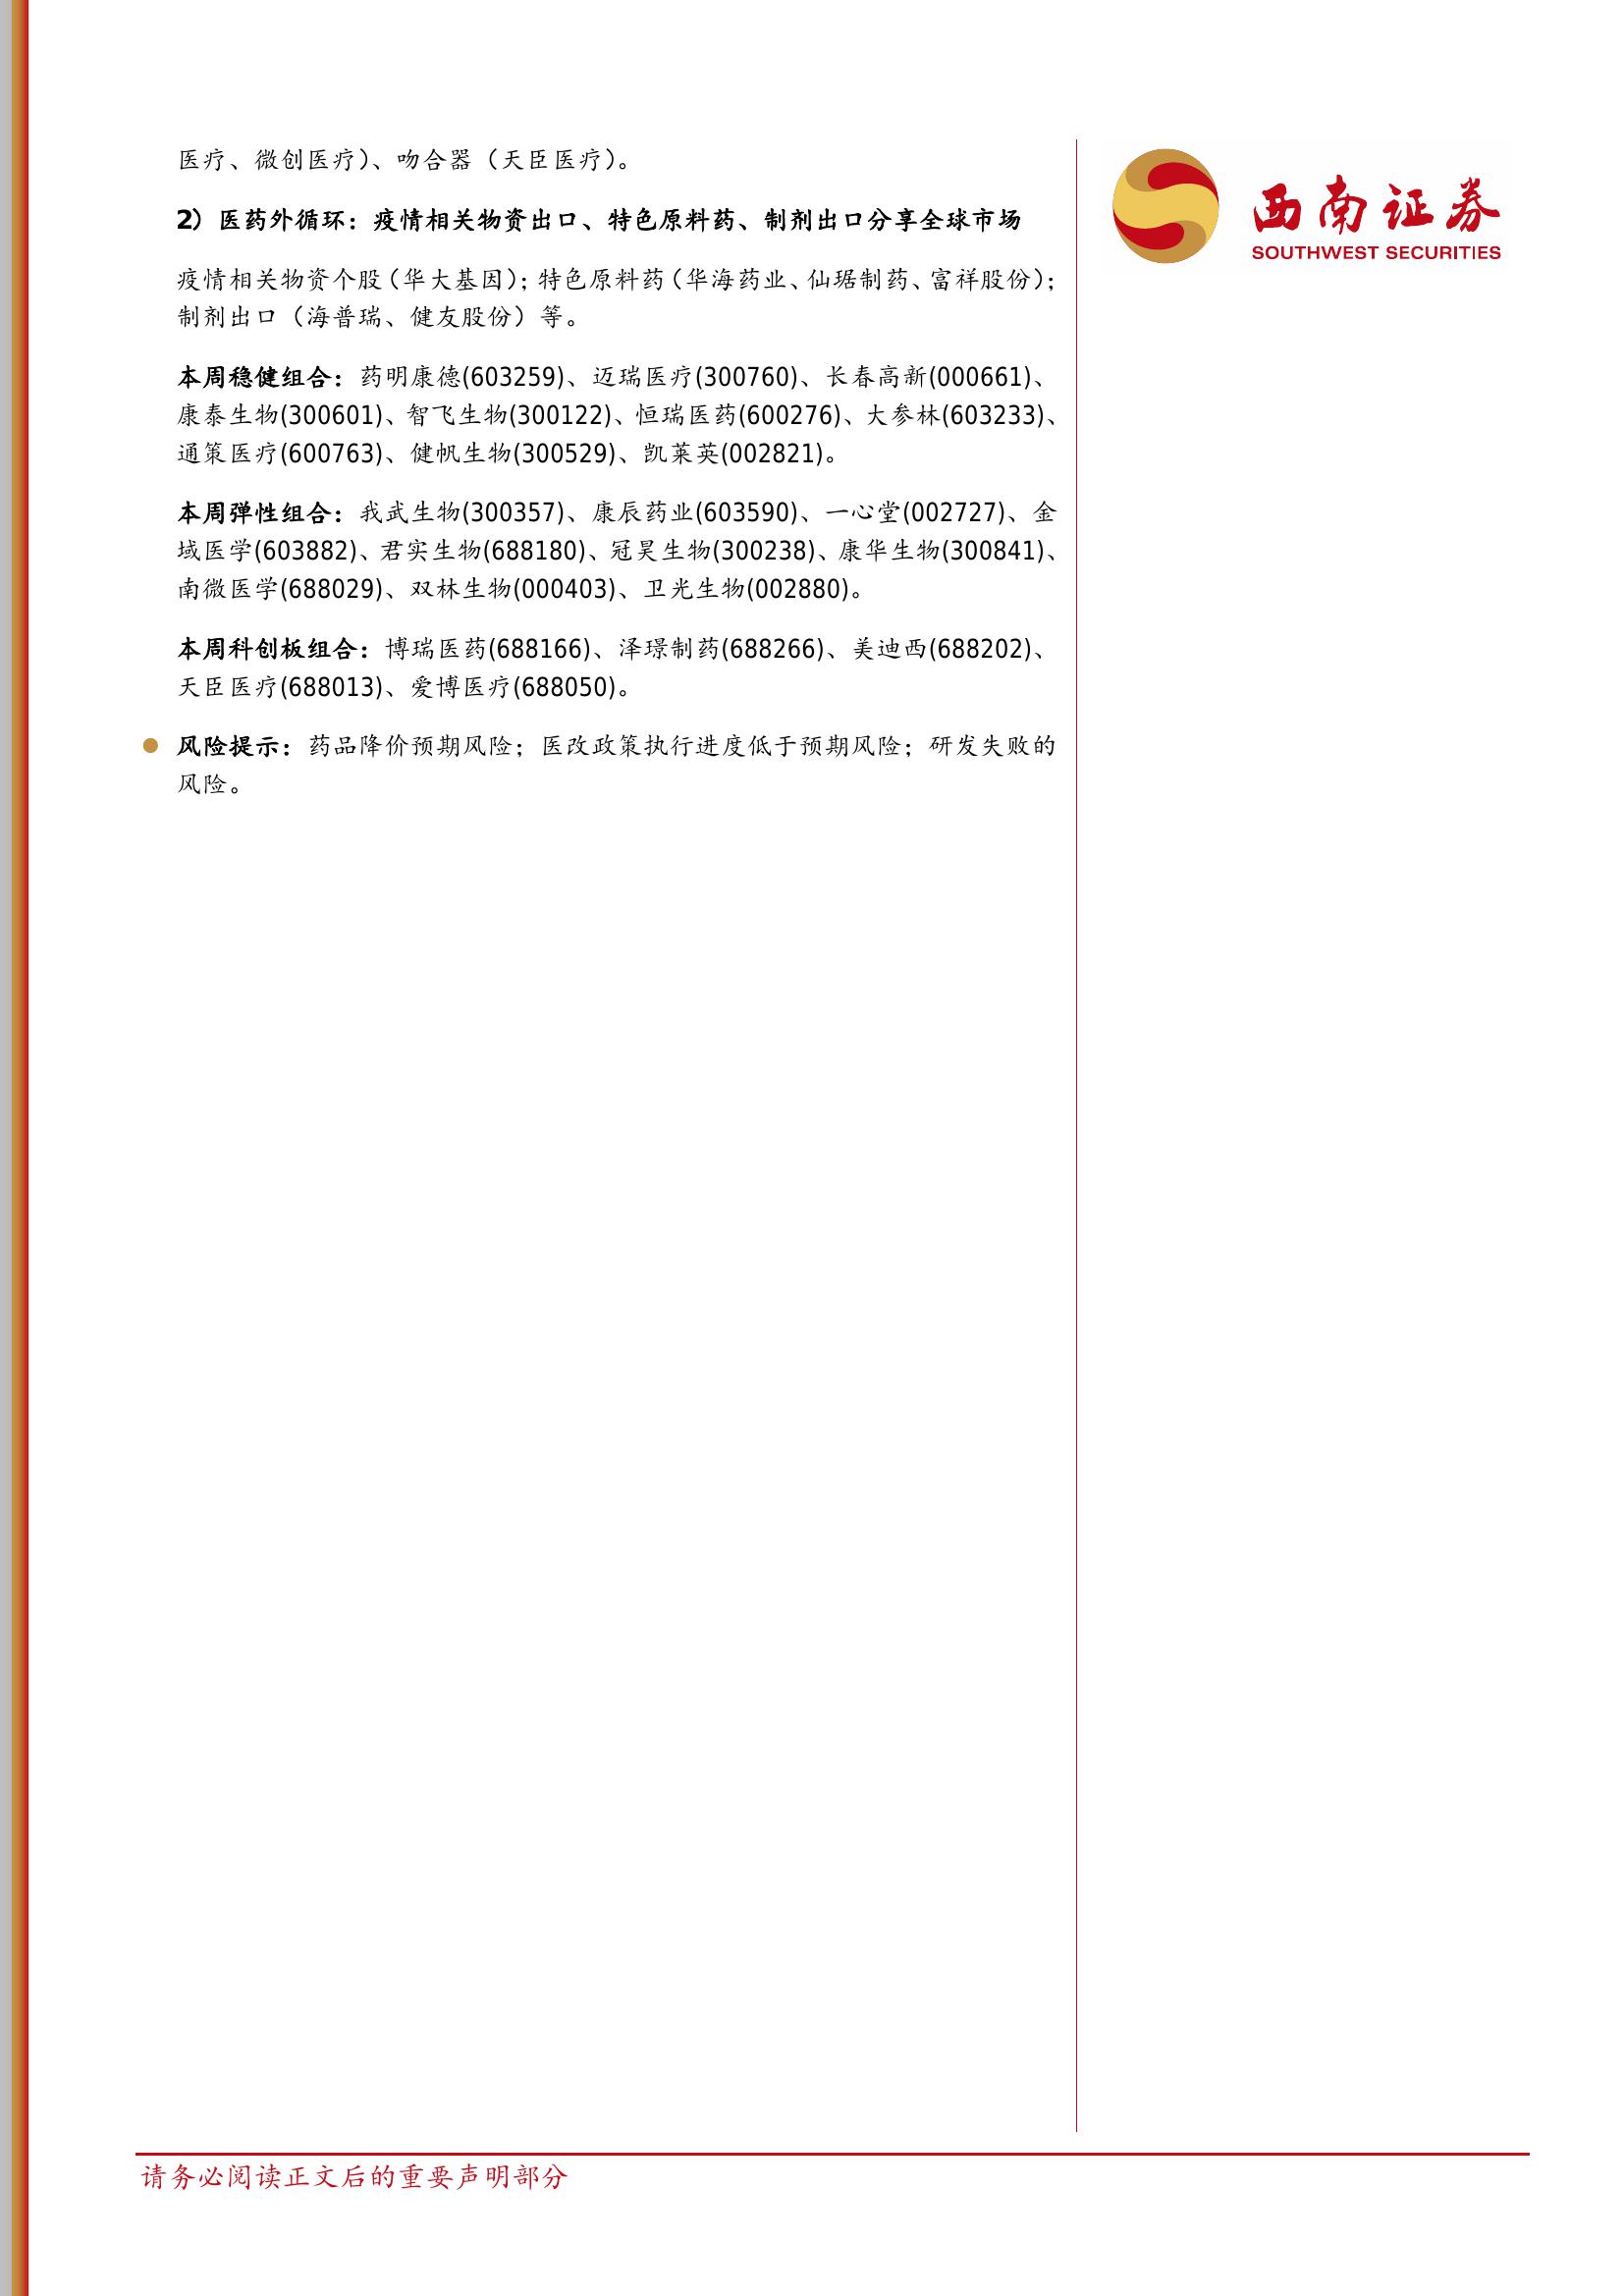 医疗、微创医疗)、吻合器（天臣医疗）。
2）医药外循环：疫情相关物资出口、特色原料药、制剂出口分享全球市场
疫情相关物资个股（华大基因）；特色原料药（华海药业、仙琚制药、富祥股份）；
制剂出口（海普瑞、健友股份）等。
本周稳健组合：药明康德(603259)、迈瑞医疗(300760)、长春高新(000661)、
康泰生物(300601)、智飞生物(300122)、恒瑞医药(600276)、大参林(603233)、
通策医疗(600763)、健帆生物(300529)、凯莱英(002821)。
本周弹性组合：我武生物(300357)、康辰药业(603590)、一心堂(002727)、金
域医学(603882)、君实生物(688180)、冠昊生物(300238)、康华生物(300841)、
南微医学(688029)、双林生物(000403)、卫光生物(002880)。
本周科创板组合：博瑞医药(688166)、泽璟制药(688266)、美迪西(688202)、
天臣医疗(688013)、爱博医疗(688050)。
风险提示：药品降价预期风险；医改政策执行进度低于预期风险；研发失败的
风险。
西南证券
SOUTHWEST SECURITIES
请务必阅读正文后的重要声明部分